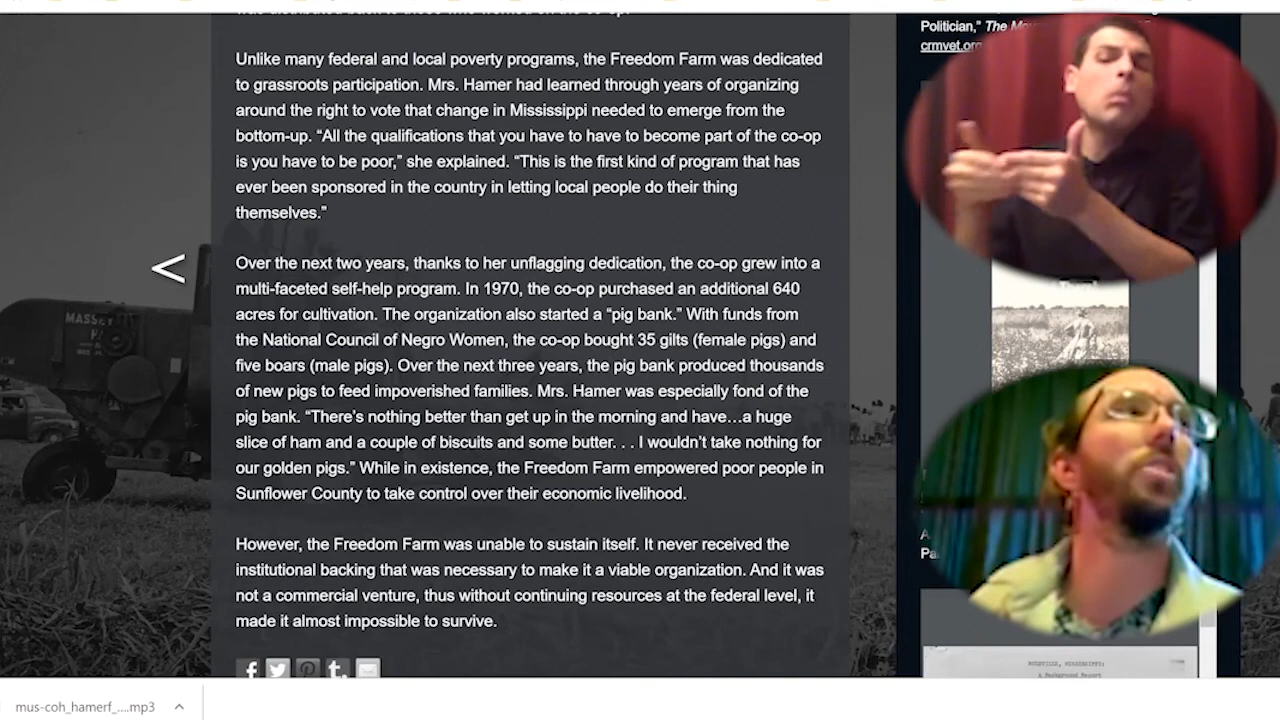 Unlike many federal and local poverty programs, the Freedom Farm was dedicated
to grassroots participation. Mrs. Hamer had learned through years of organizing
around the right to vote that change in Mississippi needed to emerge from the
bottom-up. “All the qualifications that you have to have to become part of the co-op
is you have to be poor,” she explained. “This is the first kind of program that has
ever been sponsored in the country in letting local people do their thing
themselves.”
<
Over the next two years, thanks to her unflagging dedication, the co-op grew into a
multi-faceted self-help program. In 1970, the co-op purchased an additional 640
acres for cultivation. The organization also started a “pig bank.” With funds from
the National Council of Negro Women, the co-op bought 35 gilts (female pigs) and
five boars (male pigs). Over the next three years, the pig bank produced thousands
of new pigs to feed impoverished families. Mrs. Hamer was especially fond of the
pig bank. “There’s nothing better than get up in the morning and have…a huge
slice of ham and a couple of biscuits and some butter. . . I wouldn’t take nothing for
our golden pigs.” While in existence, the Freedom Farm empowered poor people in
Sunflower County to take control over their economic livelihood.
However, the Freedom Farm was unable to sustain itself. It never received the
institutional backing that was necessary to make it a viable organization. And it was
not a commercial venture, thus without continuing resources at the federal level, it
made it almost impossible to survive.
Politician,” The
crmvet.org
MASSEY
RULEVILLE, MISSISSIPPI:
A Background Report
mus-coh_hamerf_....mp3